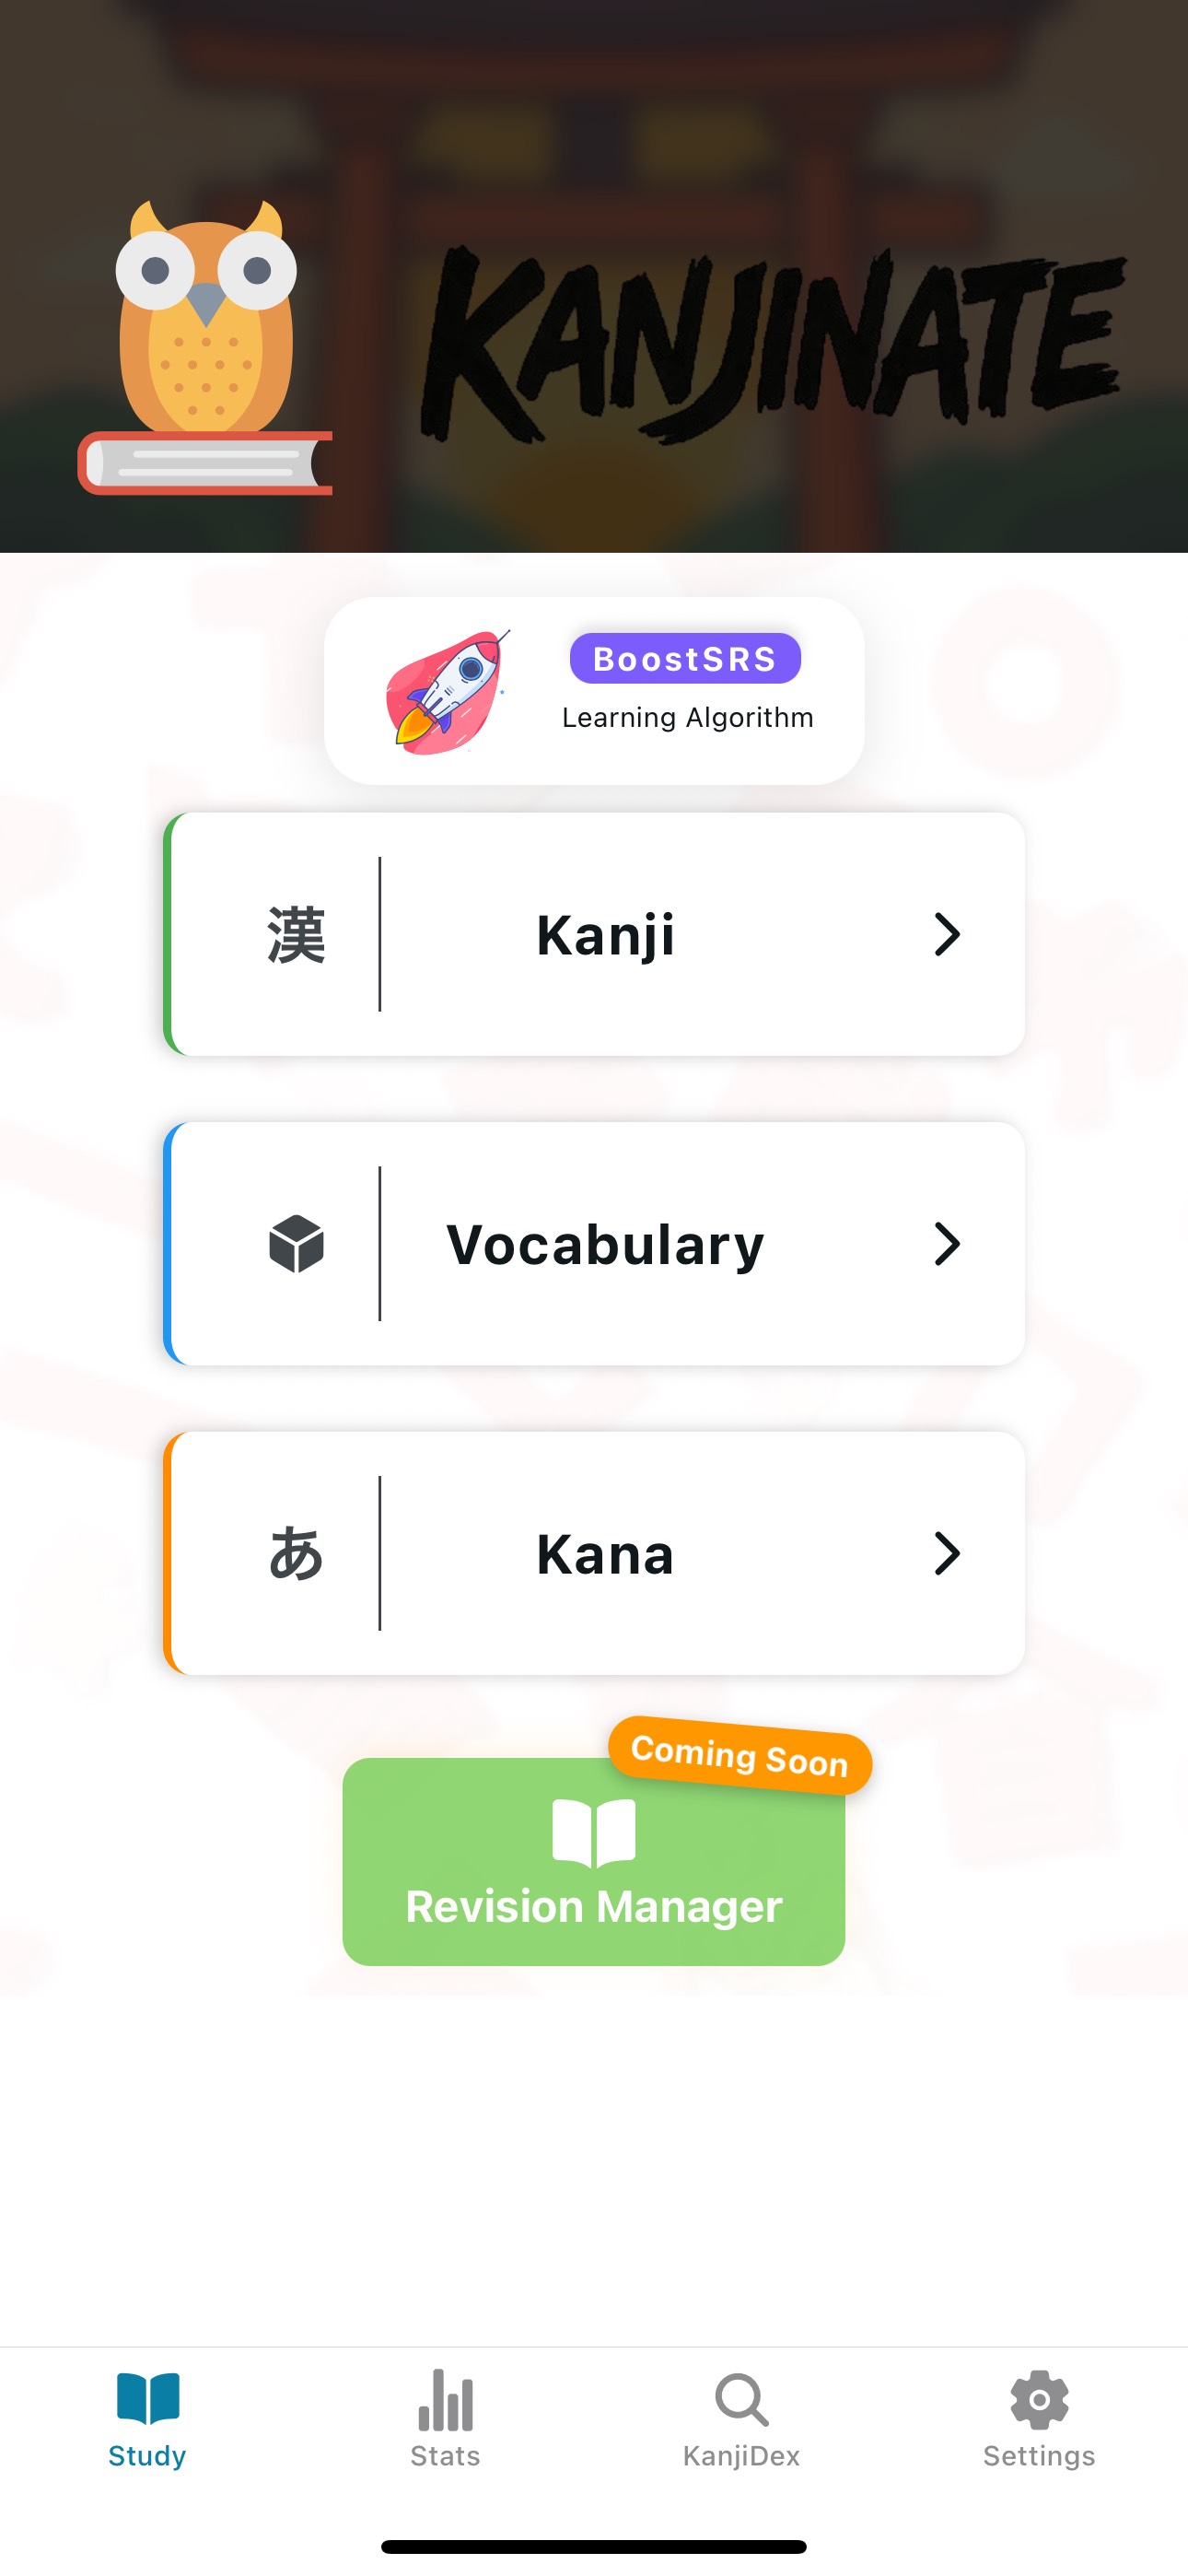 KANJINATE
BoostSRS
Learning Algorithm
漢
Kanji
Vocabulary
あ
Kana
Coming Soon
Revision Manager
Study
Stats
KanjiDex
Settings